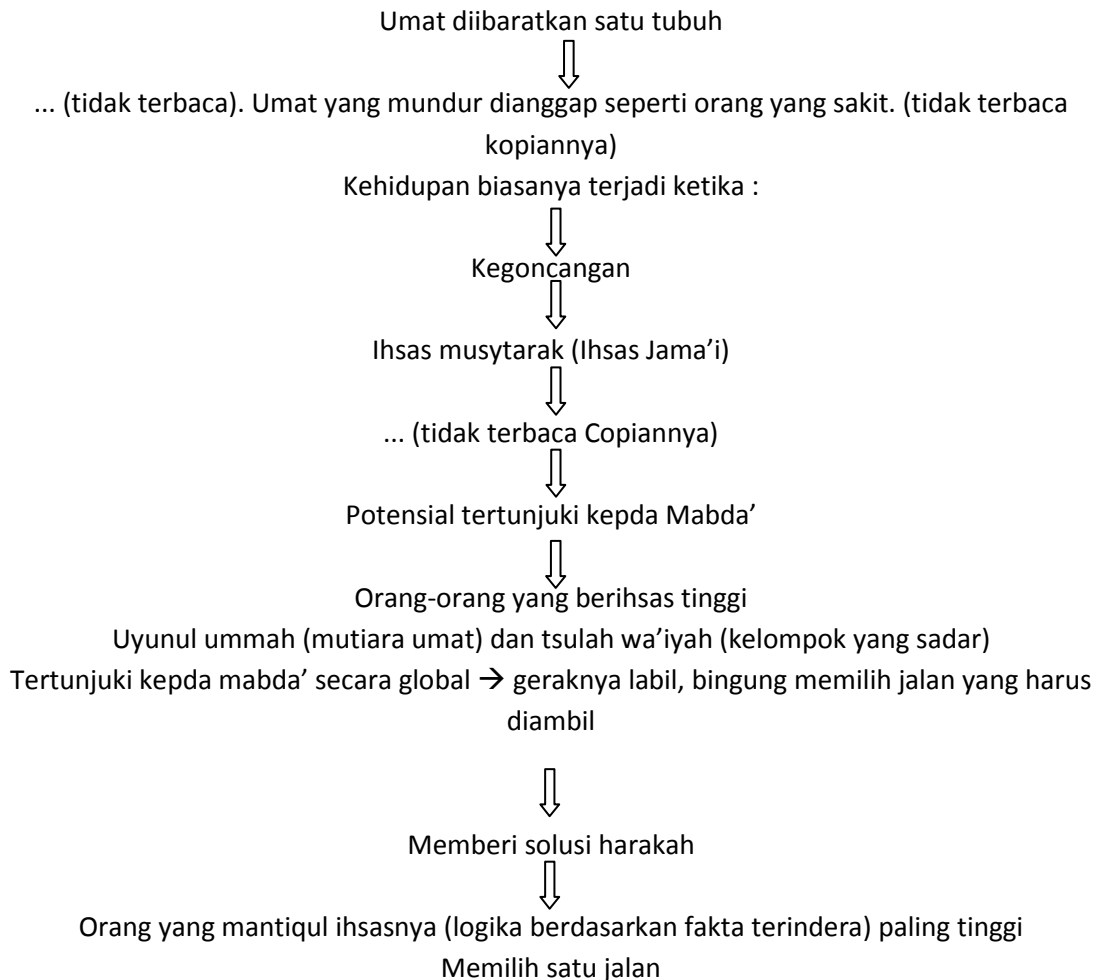 Umat diibaratkan satu tubuh
... (tidak terbaca). Umat yang mundur dianggap seperti orang yang sakit. (tidak terbaca
kopiannya)
Kehidupan biasanya terjadi ketika :
Kegoncangan
Ihsas musytarak (Ihsas Jama’i)
... (tidak terbaca Copiannya)
Potensial tertunjuki kepda Mabda’
Orang-orang yang berihsas tinggi
Uyunul ummah (mutiara umat) dan tsulah wa’iyah (kelompok yang sadar)
Tertunjuki kepda mabda’ secara global → geraknya labil, bingung memilih jalan yang harus
diambil
Memberi solusi harakah
Orang yang mantiqul ihsasnya (logika berdasarkan fakta terindera) paling tinggi
Memilih satu jalan